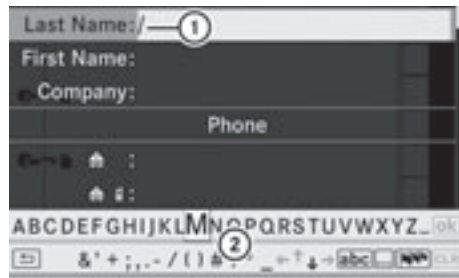 Last Name:/ 1
First Name:
Company:
Phone
:
:
ABCDEFGHIJKLMNOPQRSTUVWXYZ_ ok
2
&'+;,.-/() _ abc